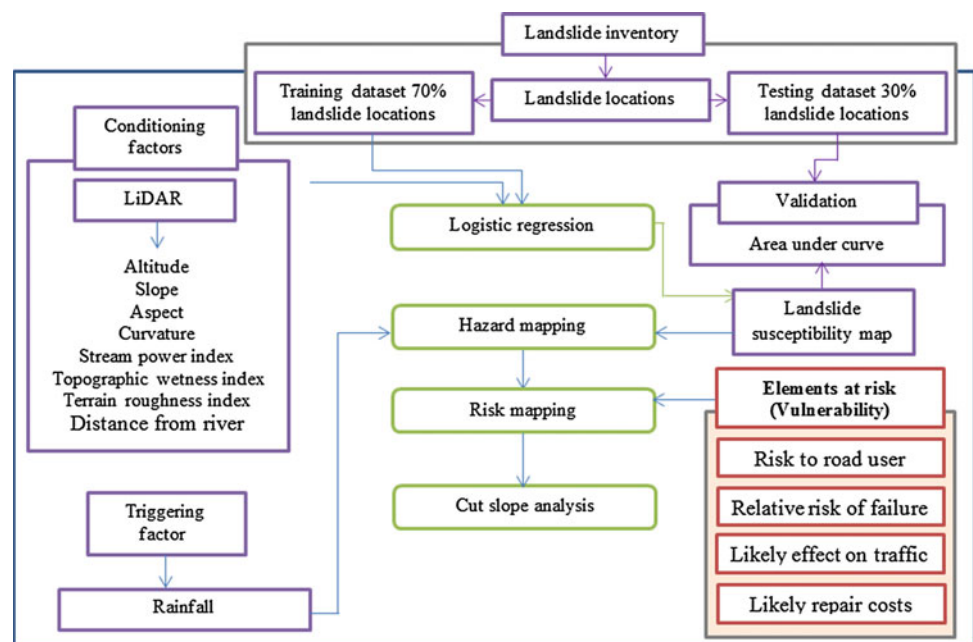 Landslide inventory
Training dataset 70%
landslide locations
Landslide locations
Testing dataset 30%
landslide locations
Conditioning
factors
LiDAR
Altitude
Slope
Aspect
Curvature
Stream power index
Topographic wetness index
Terrain roughness index
Distance from river
Logistic regression
Validation
Area under curve
Landslide
susceptibility map
Hazard mapping
Risk mapping
Cut slope analysis
Elements at risk
(Vulnerability)
Risk to road user
Relative risk of failure
Likely effect on traffic
Likely repair costs
Triggering
factor
Rainfall